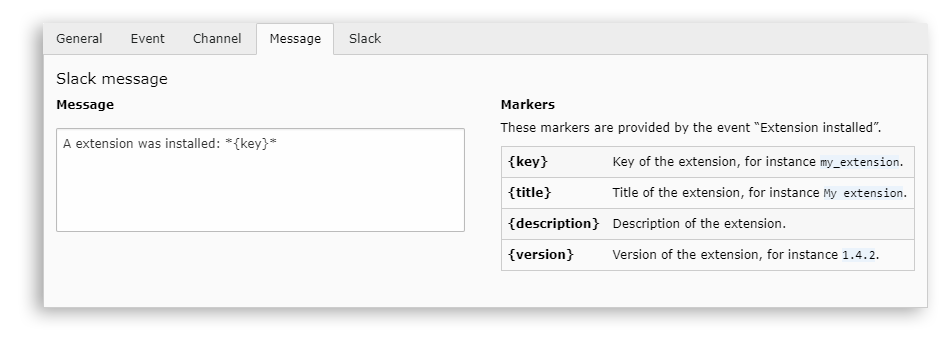 General Event Channel Message Slack
Slack message
Message
A extension was installed: *{key}*
Markers
These markers are provided by the event “Extension installed”.
{key} Key of the extension, for instance my_extension.
{title} Title of the extension, for instance My extension.
{description} Description of the extension.
{version} Version of the extension, for instance 1.4.2.